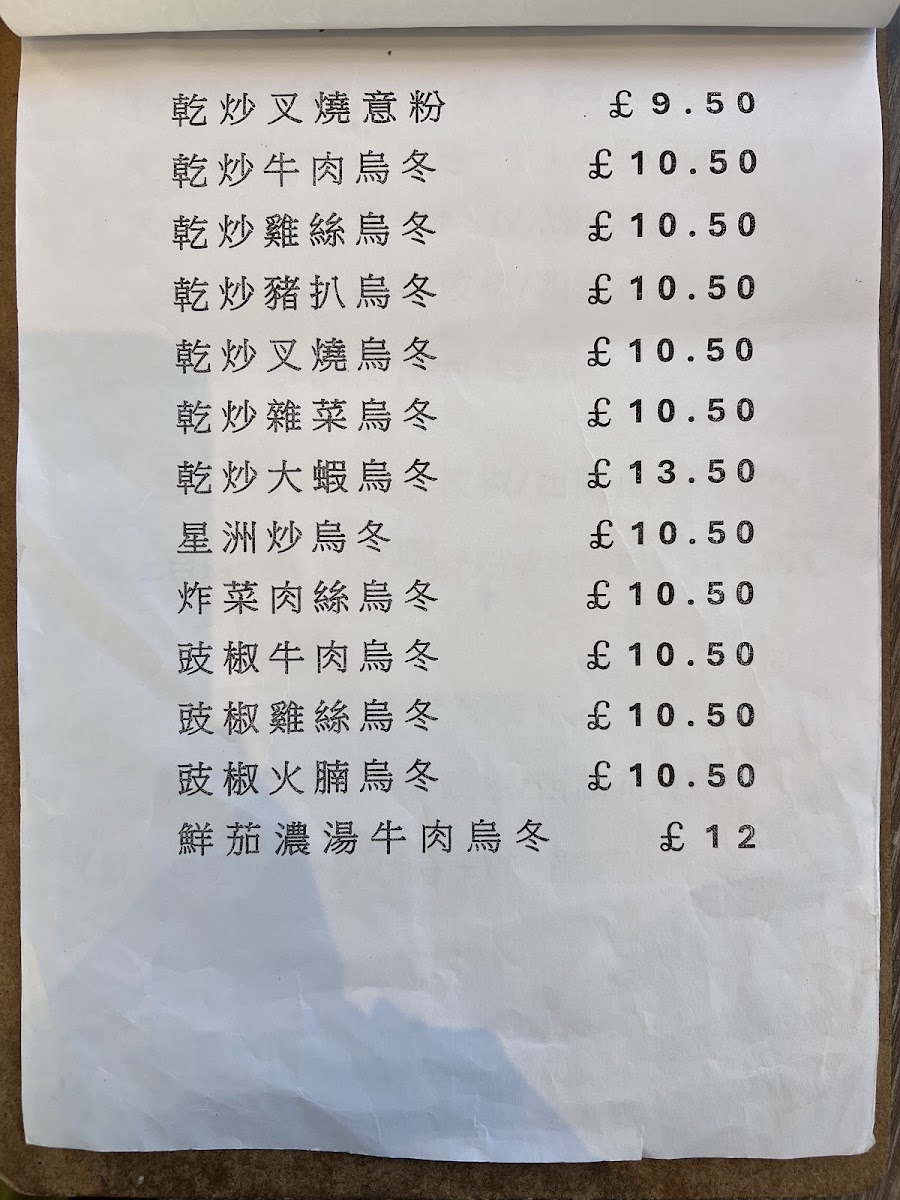 乾炒叉燒意粉 £9.50
乾炒牛肉烏冬 £10.50
乾炒雞絲烏冬 £10.50
乾炒豬扒烏冬 £10.50
乾炒叉燒烏冬 £10.50
乾炒雜菜烏冬 £10.50
乾炒大蝦烏冬 £13.50
星洲炒烏冬 £10.50
炸菜肉絲烏冬 £10.50
豉椒牛肉烏冬 £10.50
豉椒雞絲烏冬 £10.50
豉椒火腩烏冬 £10.50
鮮茄濃湯牛肉烏冬 £12